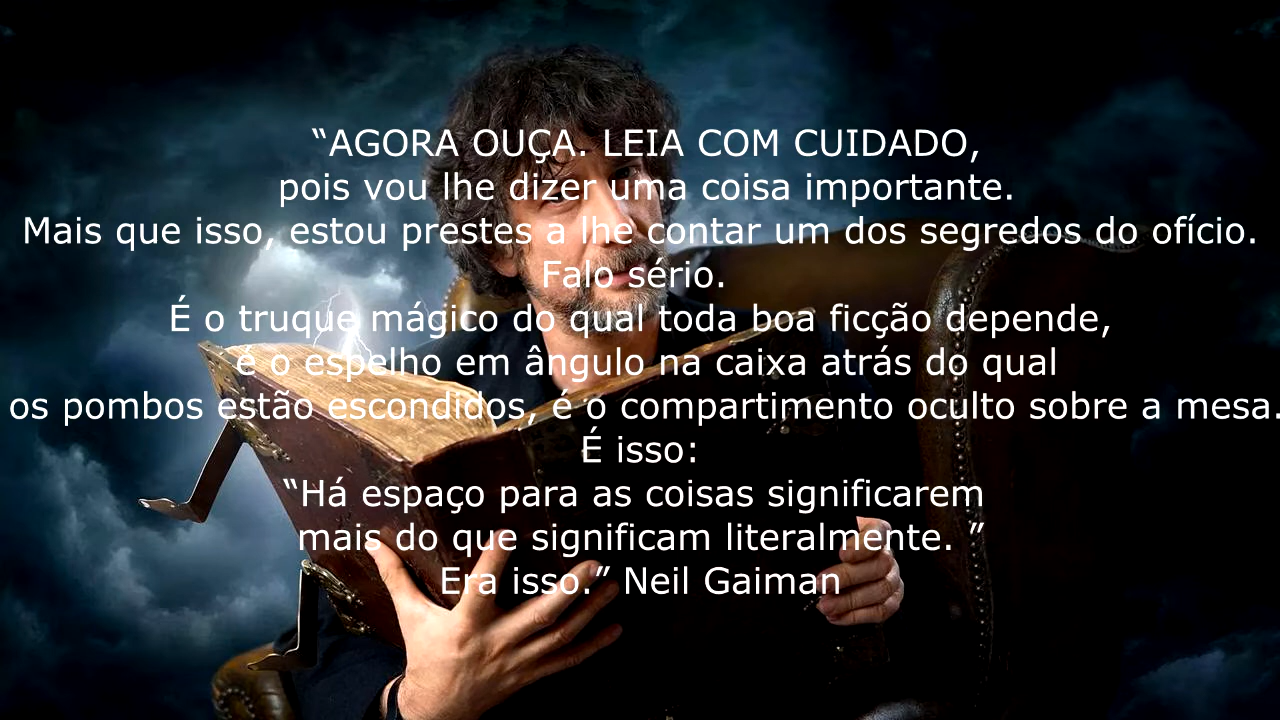 “AGORA OUÇA. LEIA COM CUIDADO,
pois vou lhe dizer uma coisa importante.
Mais que isso, estou prestes a lhe contar um dos segredos do ofício.
Falo sério.
É o truque mágico do qual toda boa ficção depende,
é o espelho em ângulo na caixa atrás do qual
os pombos estão escondidos, é o compartimento oculto sobre a mesa.
É isso:
“Há espaço para as coisas significarem
mais do que significam literalmente. ”
Era isso.” Neil Gaiman